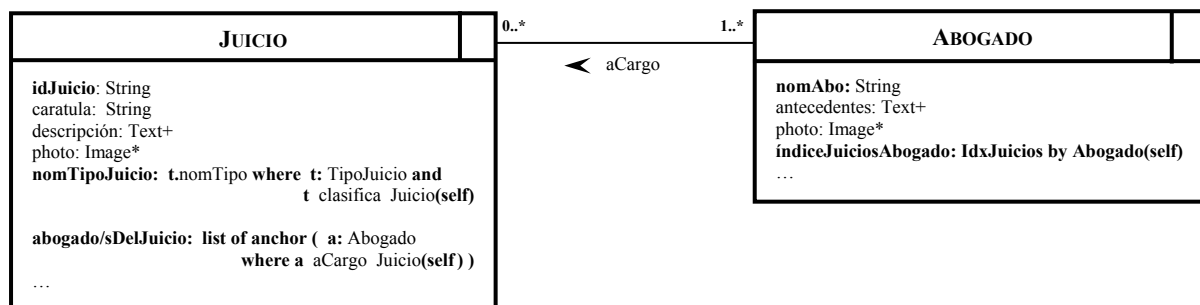 JUICIO
idJuicio: String
caratula: String
descripción: Text+
photo: Image*
nomTipoJuicio: t.nomTipo where t: TipoJuicio and
t clasifica Juicio(self)
abogado/sDelJuicio: list of anchor ( a: Abogado
where a aCargo Juicio(self) )
…
0..* 1..*
aCargo
ABOGADO
nomAbo: String
antecedentes: Text+
photo: Image*
índiceJuiciosAbogado: IdxJuicios by Abogado(self)
…